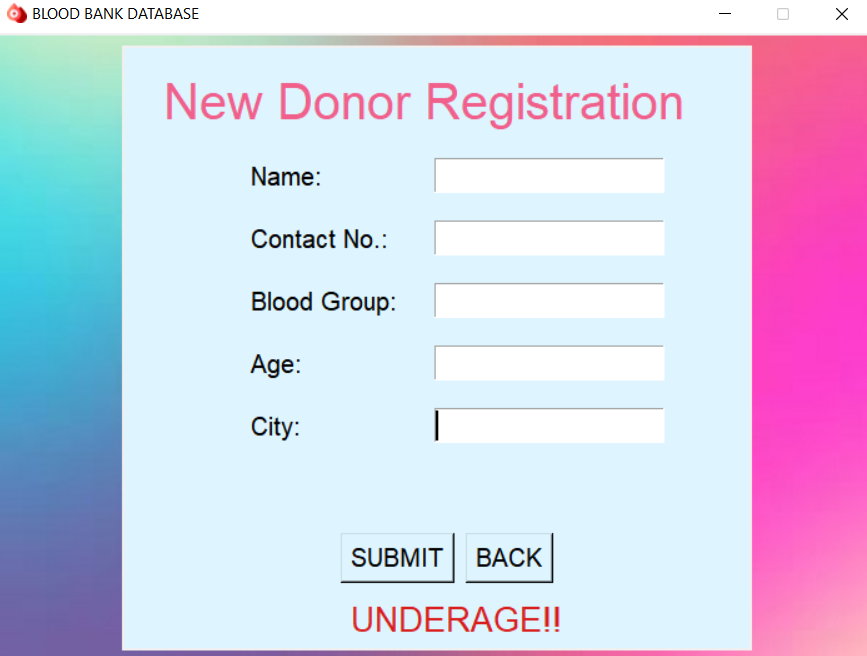 BLOOD BANK DATABASE
New Donor Registration
Name:
Contact No.:
Blood Group:
Age:
City:
SUBMIT BACK
UNDERAGE!!